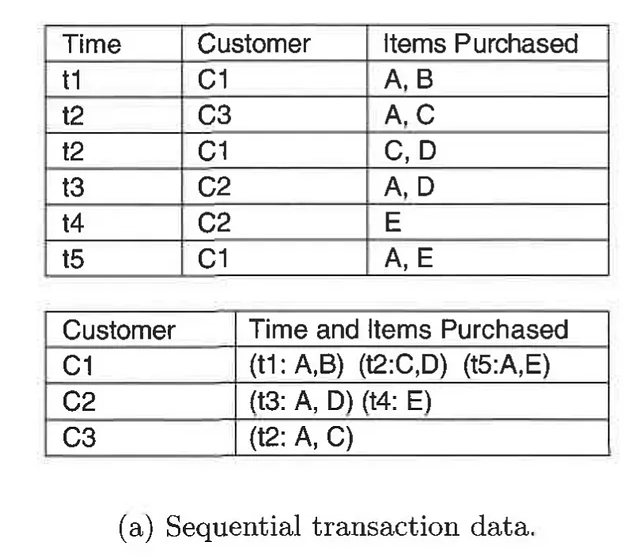 Time Customer Items Purchased
t1 C1 A, B
t2 C3 A, C
t2 C1 C, D
t3 C2 A, D
t4 C2 E
t5 C1 A, E
Customer Time and Items Purchased
C1 (t1: A,B) (t2:C,D) (t5:A,E)
C2 (t3: A, D) (t4: E)
C3 (t2: A, C)
(a) Sequential transaction data.